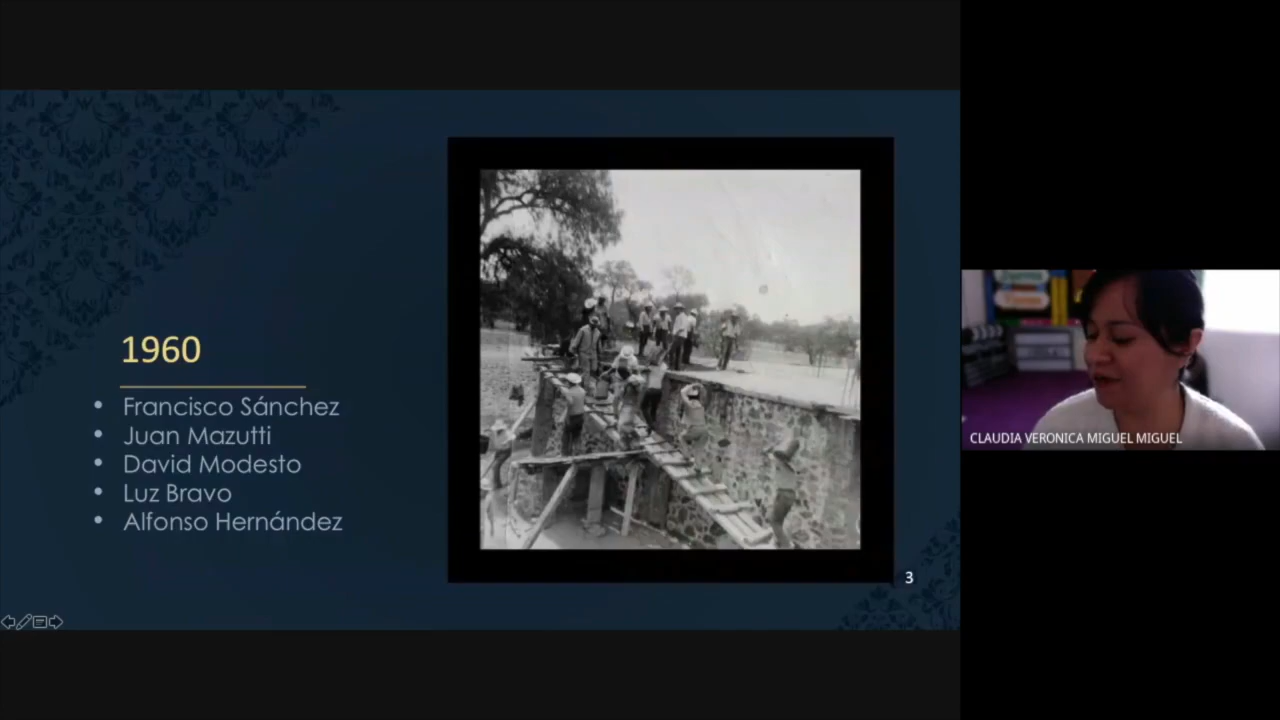 1960
• Francisco Sánchez
• Juan Mazutti
• David Modesto
• Luz Bravo
• Alfonso Hernández
3
CLAUDIA VERONICA MIGUEL MIGUEL